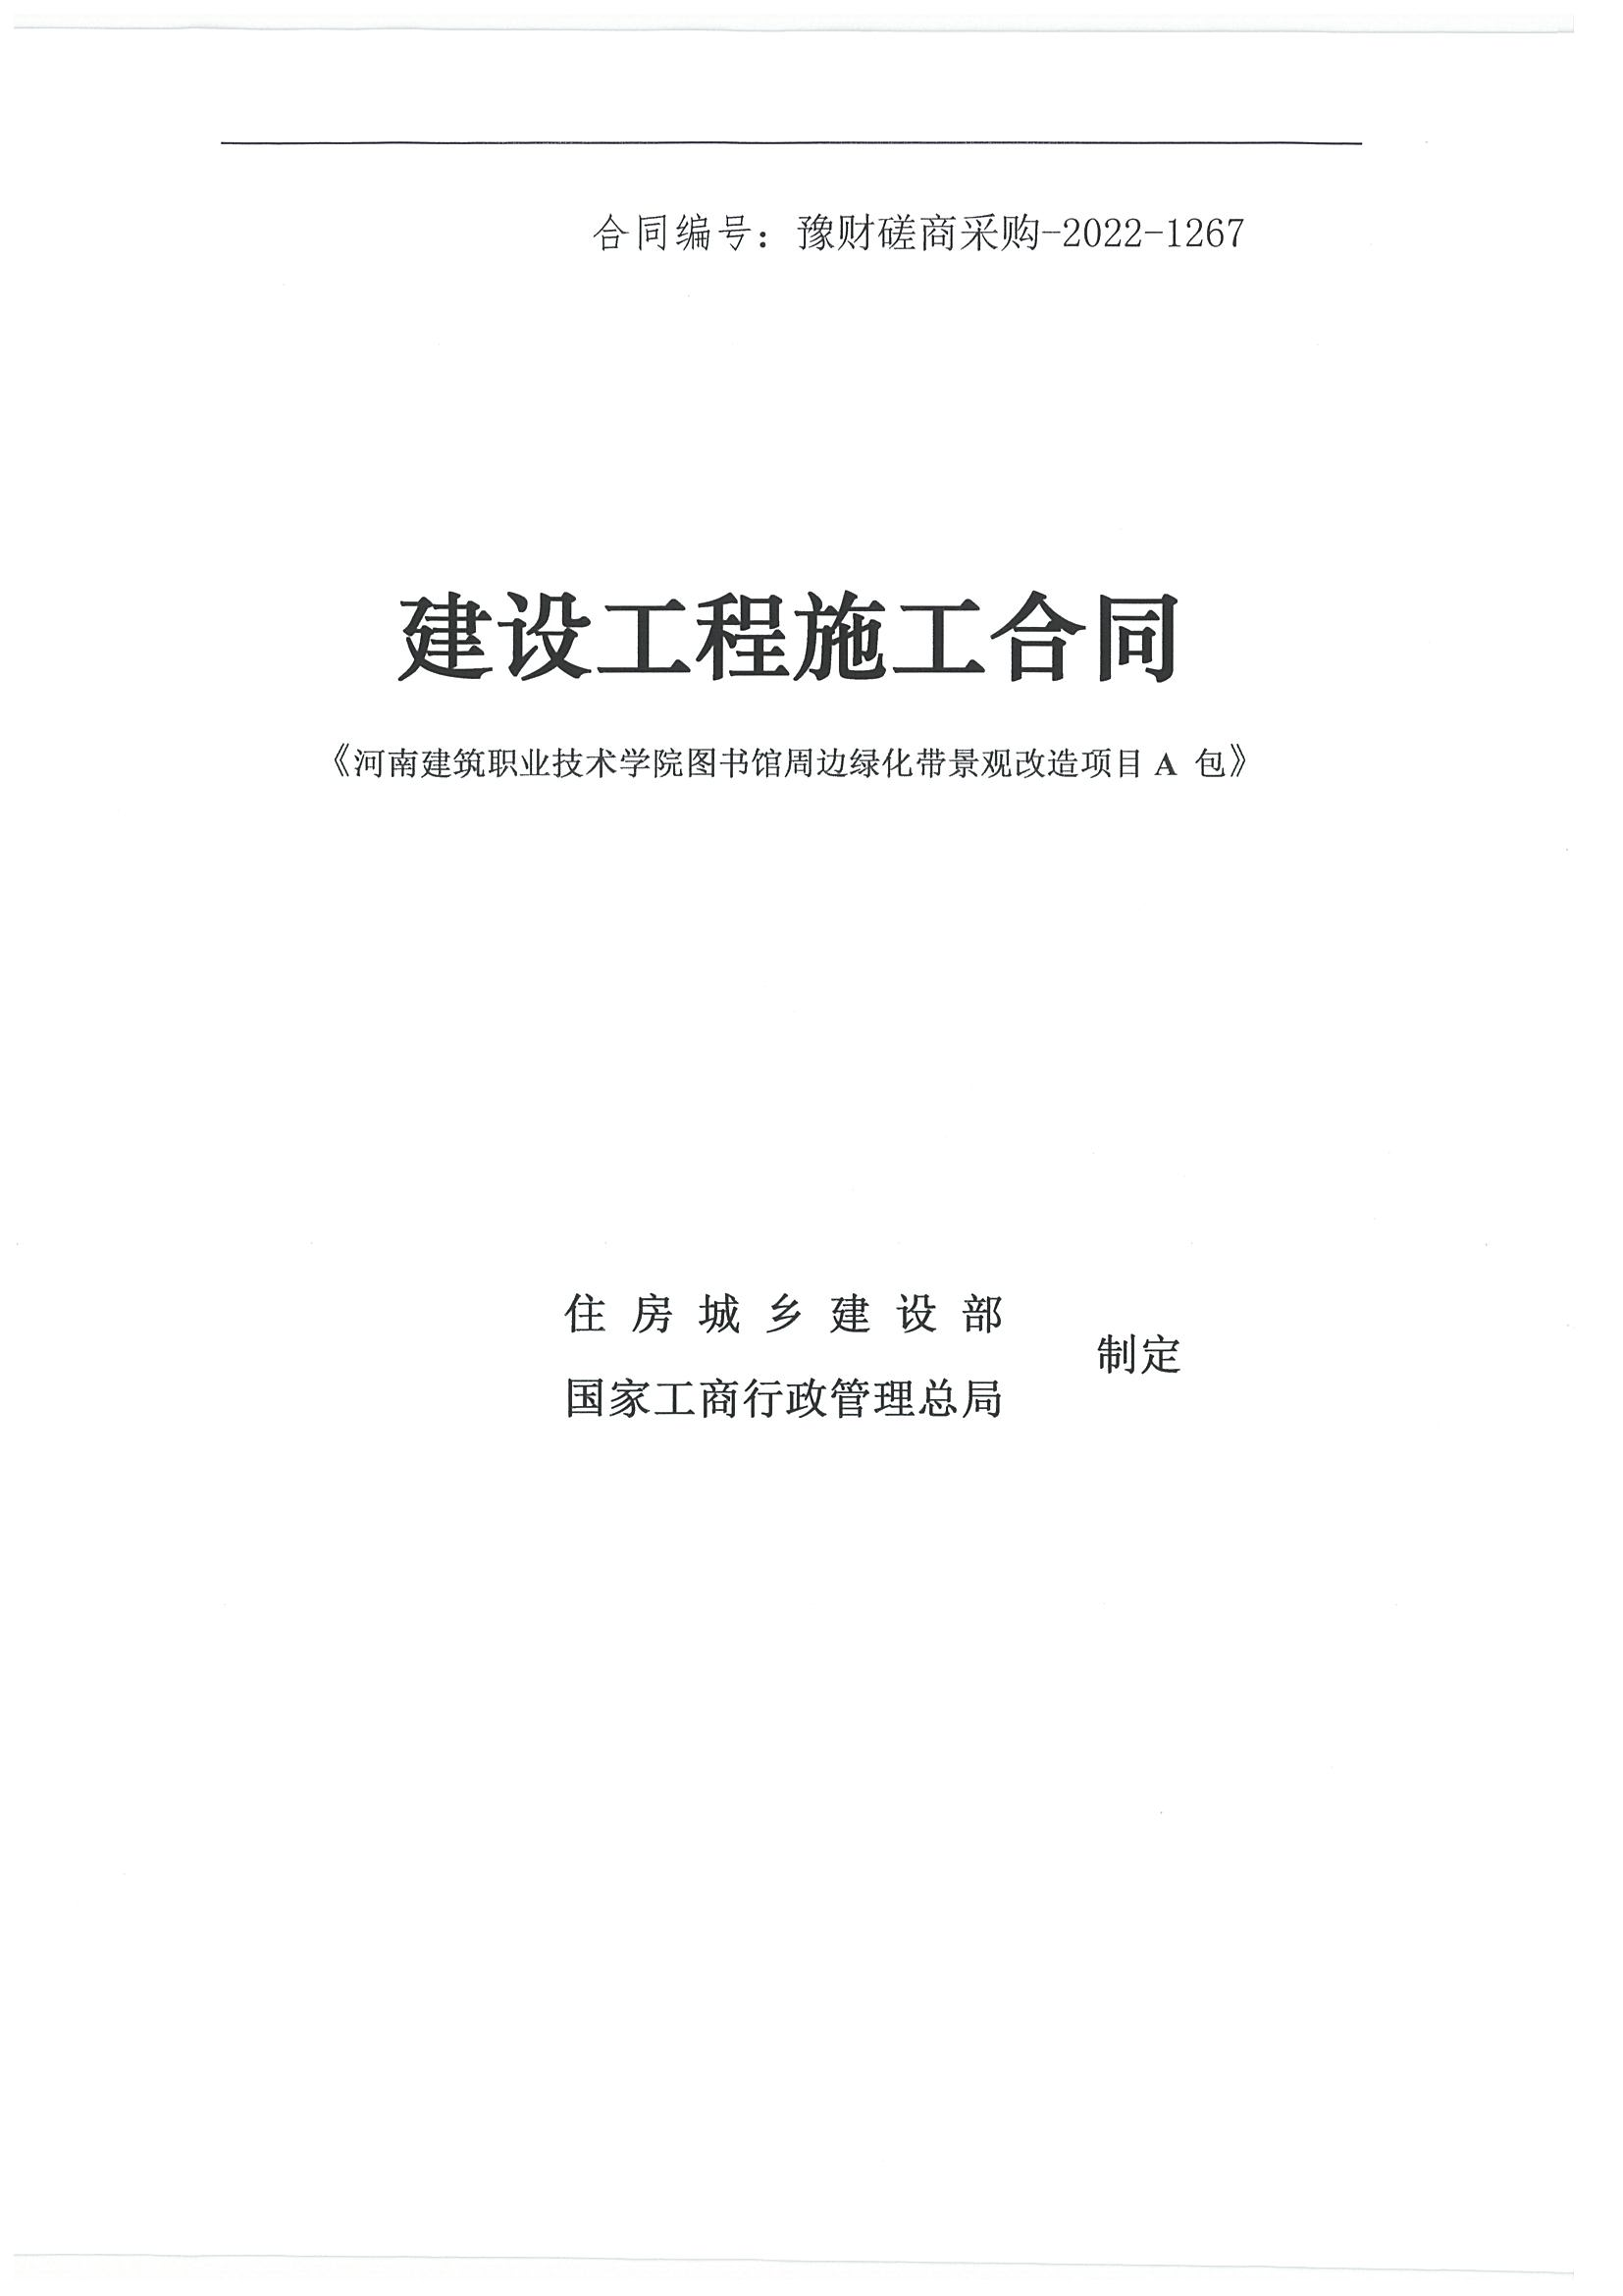 合同编号：豫财磋商采购-2022-1267
建设工程施工合同
《河南建筑职业技术学院图书馆周边绿化带景观改造项目 A 包》
住房城乡建设部
制定
国家工商行政管理总局